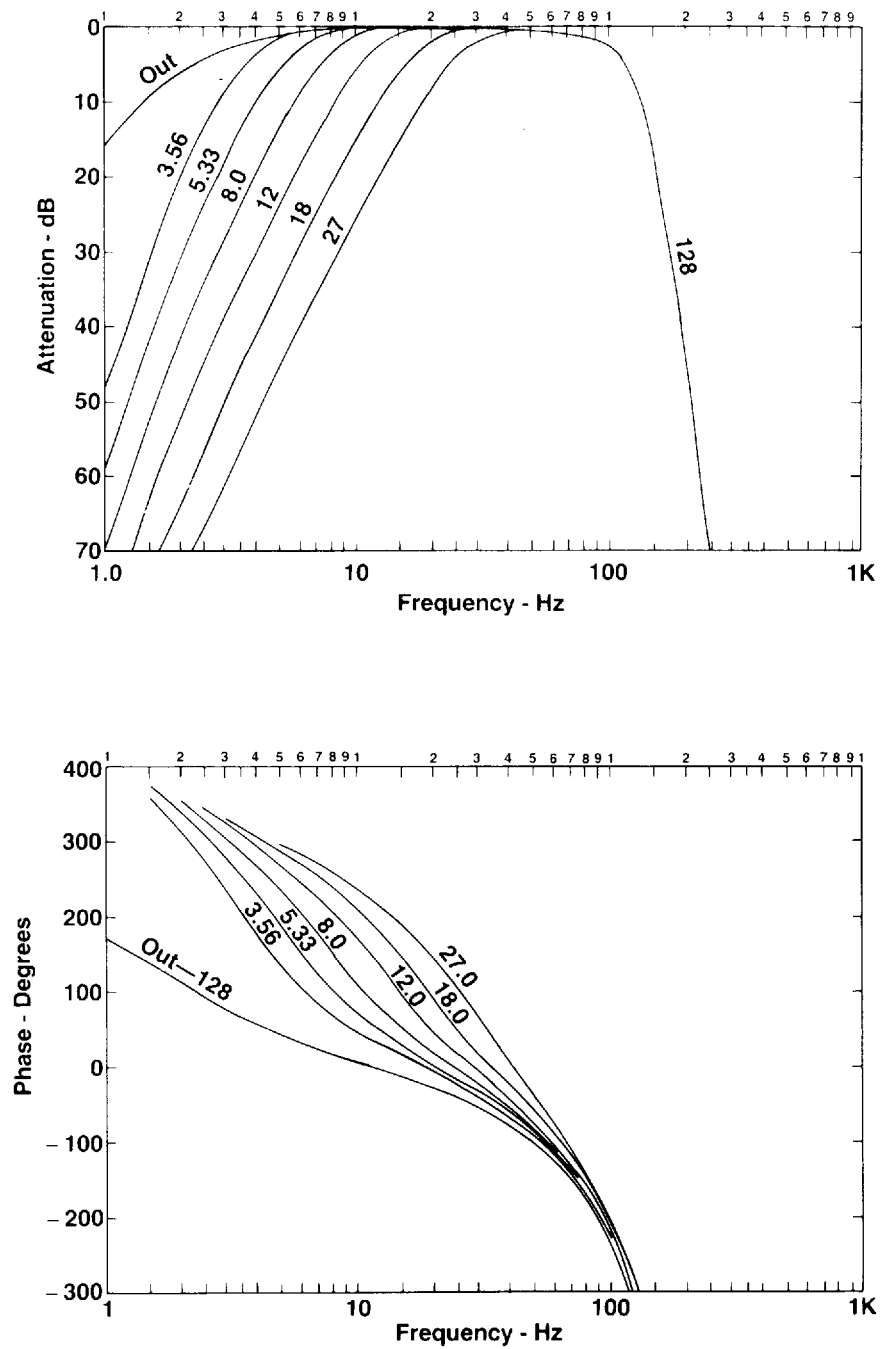 1 2 3 4 5 6 7 8 9 1 2 3 4 5 6 7 8 9 1 2 3 4 5 6 7 8 9
0
10
20
30
40
50
60
70
Attenuation - dB
Out
3.56
5.33
8.0
12
18
27
128
1.0 10 100 1K
Frequency - Hz
1 2 3 4 5 6 7 8 9 1 2 3 4 5 6 7 8 9 1 2 3 4 5 6 7 8 9 1
400
300
200
100
0
– 100
– 200
– 300
Phase - Degrees
Out—128
3.56
5.33
8.0
12.0
18.0
27.0
1 10 100 1K
Frequency - Hz